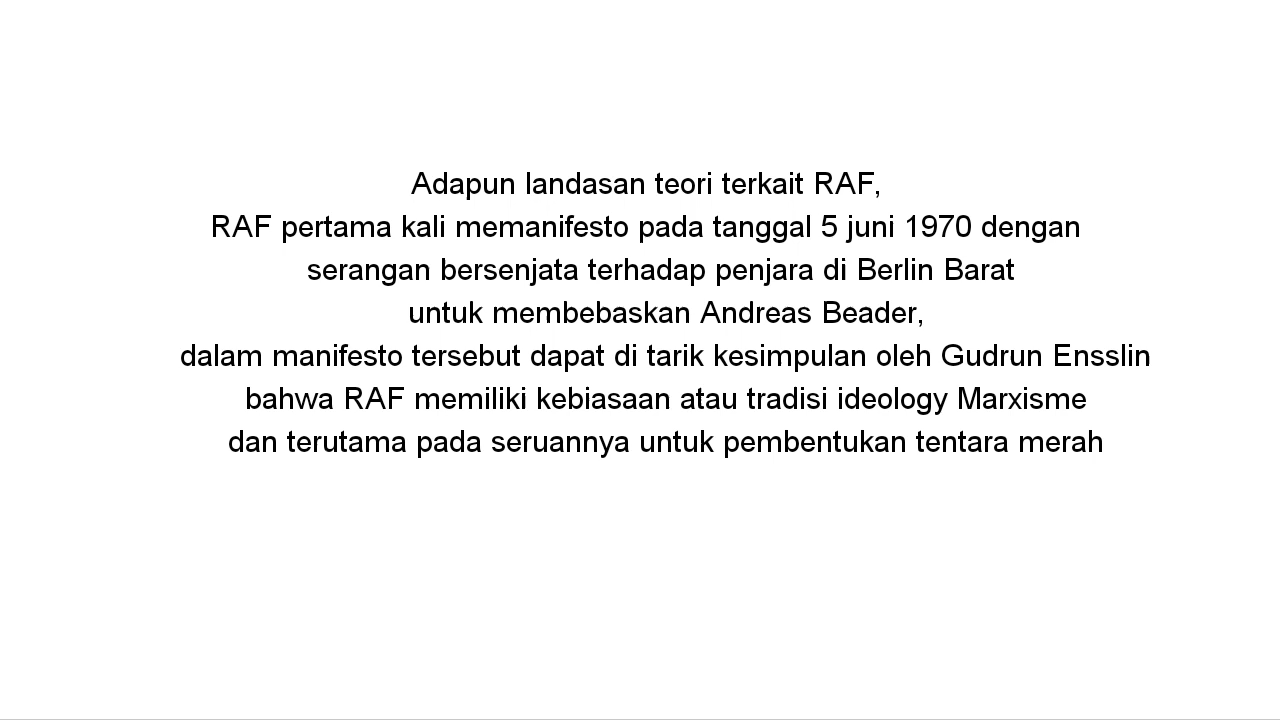 Adapun landasan teori terkait RAF,
RAF pertama kali memanifesto pada tanggal 5 juni 1970 dengan
serangan bersenjata terhadap penjara di Berlin Barat
untuk membebaskan Andreas Beader,
dalam manifesto tersebut dapat di tarik kesimpulan oleh Gudrun Ensslin
bahwa RAF memiliki kebiasaan atau tradisi ideology Marxisme
dan terutama pada seruannya untuk pembentukan tentara merah